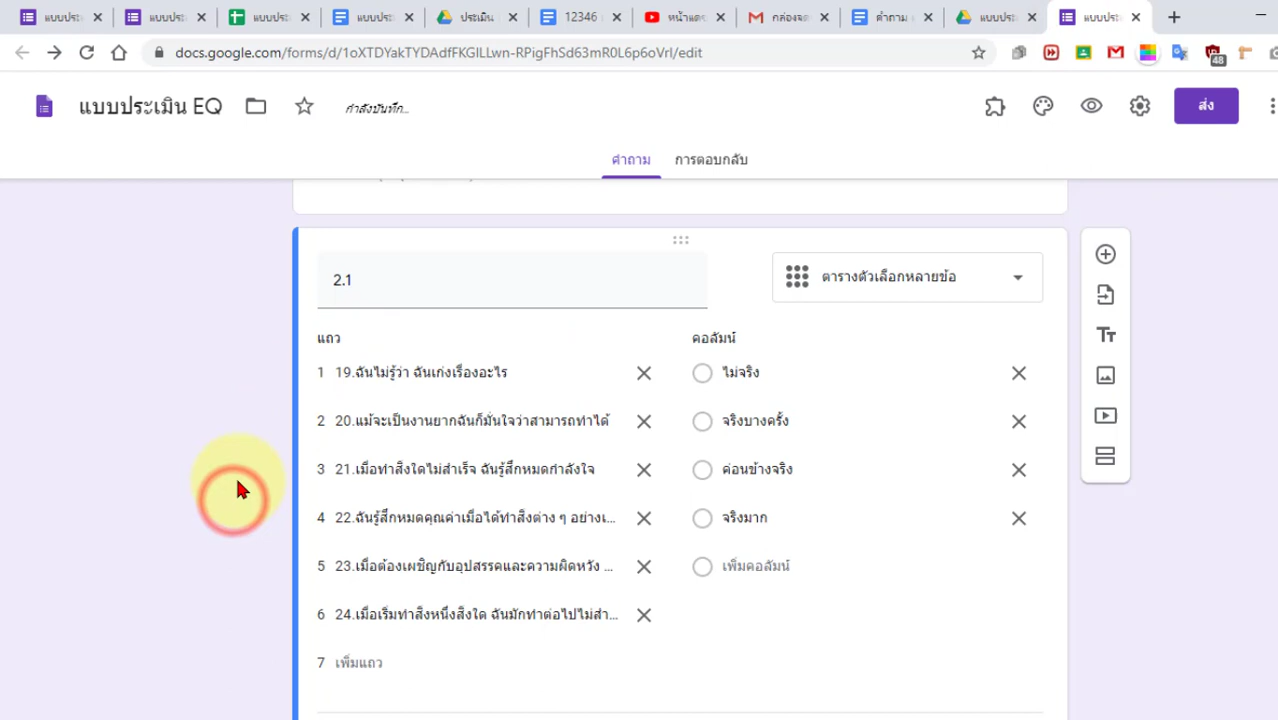 แบบประ
แบบประ
แบบประ
แบบประ
ประเมิน
12346
หน้าแดช
กล่องจด
คำถาม
แบบประ
แบบประ
docs.google.com/forms/d/1oXTDYakTYDAdfFKGlLLwn-RPigFhSd63mR0L6p6oVrI/edit
48
แบบประเมิน EQ
กำลังบันทึก...
ส่ง
คำถาม
การตอบกลับ
2.1
ตารางตัวเลือกหลายข้อ
แถว
คอลัมน์
1 19.ฉันไม่รู้ว่า ฉันเก่งเรื่องอะไร
ไม่จริง
2 20.แม้จะเป็นงานยากฉันก็มั่นใจว่าสามารถทำได้
จริงบางครั้ง
3 21.เมื่อทำสิ่งใดไม่สำเร็จ ฉันรู้สึกหมดกำลังใจ
ค่อนข้างจริง
4 22.ฉันรู้สึกหมดคุณค่าเมื่อได้ทำสิ่งต่าง ๆ อย่างเ...
จริงมาก
5 23.เมื่อต้องเผชิญกับอุปสรรคและความผิดหวัง ...
เพิ่มคอลัมน์
6 24.เมื่อเริ่มทำสิ่งหนึ่งสิ่งใด ฉันมักทำต่อไปไม่สำ...
7 เพิ่มแถว